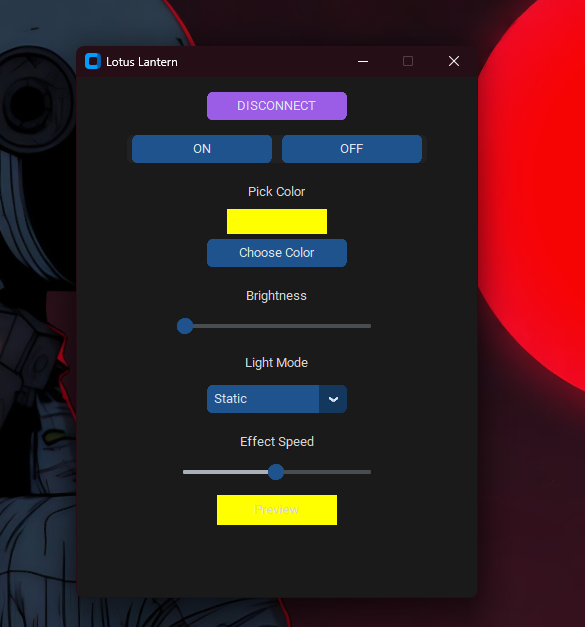 Lotus Lantern
DISCONNECT
ON OFF
Pick Color
Choose Color
Brightness
Light Mode
Static
Effect Speed
Preview